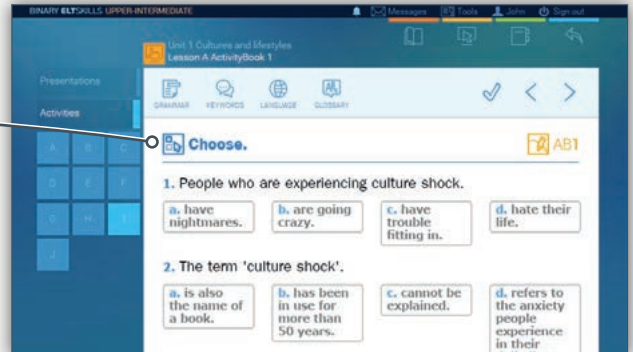 BINARY ELTSKILLS UPPER-INTERMEDIATE
Messages
Tools
John
Sign out
Unit 1 Cultures and lifestyles
Lesson A ActivityBook 1
Presentations
Activities
GRAMMAR
KEYWORDS
LANGUAGE
GLOSSARY
A
B
C
D
E
F
G
H
I
J
Choose.
AB1
1. People who are experiencing culture shock.
a. have
nightmares.
b. are going
crazy.
c. have
trouble
fitting in.
d. hate their
life.
2. The term 'culture shock'.
a. is also
the name of
a book.
b. has been
in use for
more than
50 years.
c. cannot be
explained.
d. refers to
the anxiety
people
experience
in their